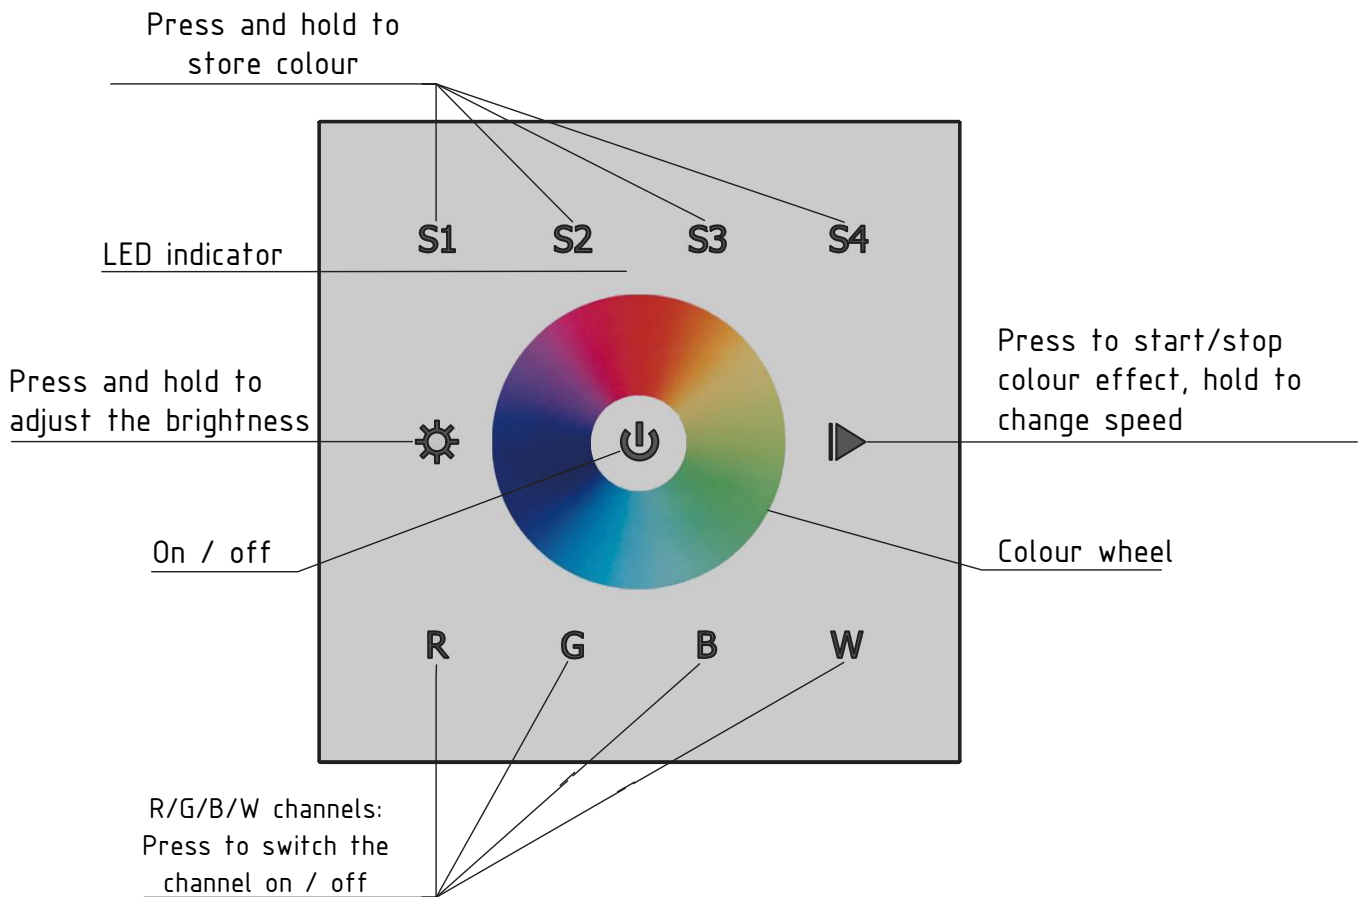 Press and hold to
store colour
S1 S2 S3 S4
LED indicator
Press and hold to
adjust the brightness
Press to start/stop
colour effect, hold to
change speed
On / off
Colour wheel
R G B W
R/G/B/W channels:
Press to switch the
channel on / off